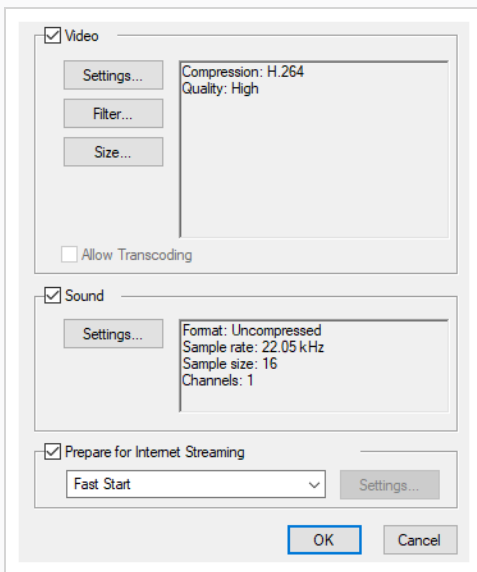 Video
Settings...
Compression: H.264
Quality: High
Filter...
Size...
Allow Transcoding
Sound
Settings...
Format: Uncompressed
Sample rate: 22.05 kHz
Sample size: 16
Channels: 1
Prepare for Internet Streaming
Fast Start
Settings...
OK
Cancel